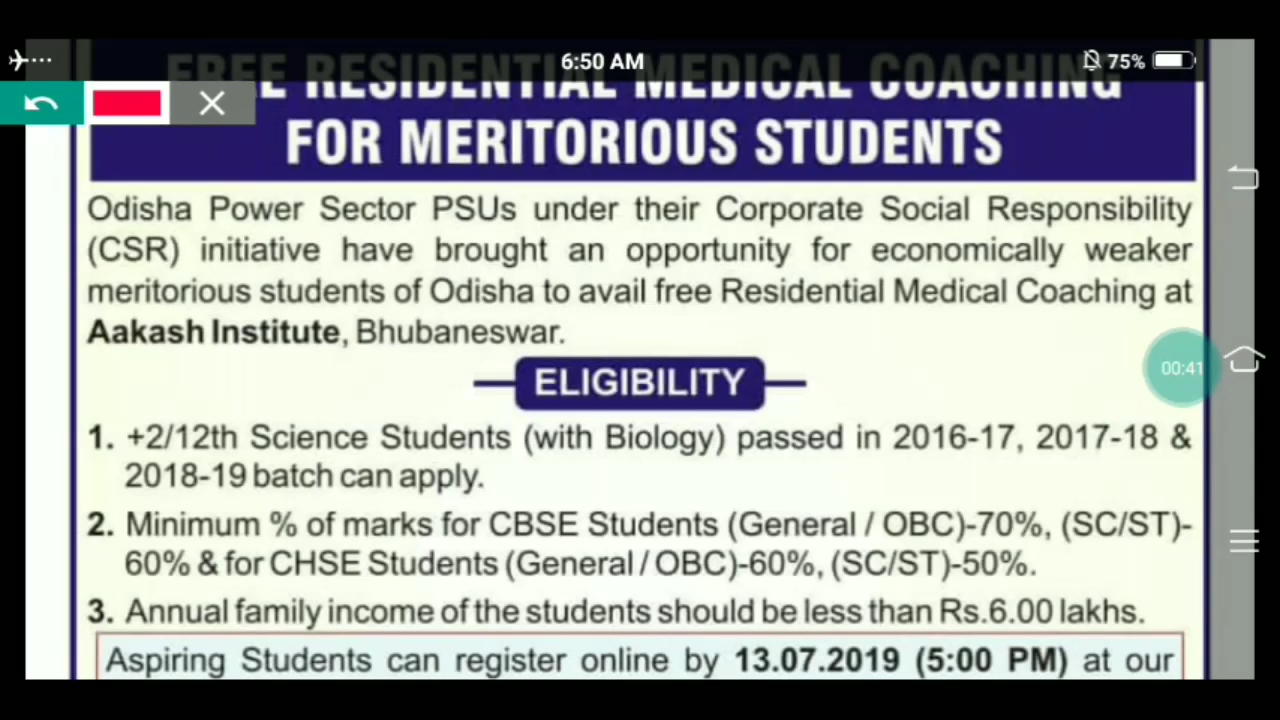 6:50 AM
75%
FREE RESIDENTIAL MEDICAL COACHING
FOR MERITORIOUS STUDENTS
Odisha Power Sector PSUs under their Corporate Social Responsibility
(CSR) initiative have brought an opportunity for economically weaker
meritorious students of Odisha to avail free Residential Medical Coaching at
Aakash Institute, Bhubaneswar.
ELIGIBILITY
00:41
1. +2/12th Science Students (with Biology) passed in 2016-17, 2017-18 &
2018-19 batch can apply.
2. Minimum % of marks for CBSE Students (General / OBC)-70%, (SC/ST)-
60% & for CHSE Students (General / OBC)-60%, (SC/ST)-50%.
3. Annual family income of the students should be less than Rs.6.00 lakhs.
Aspiring Students can register online by 13.07.2019 (5:00 PM) at our